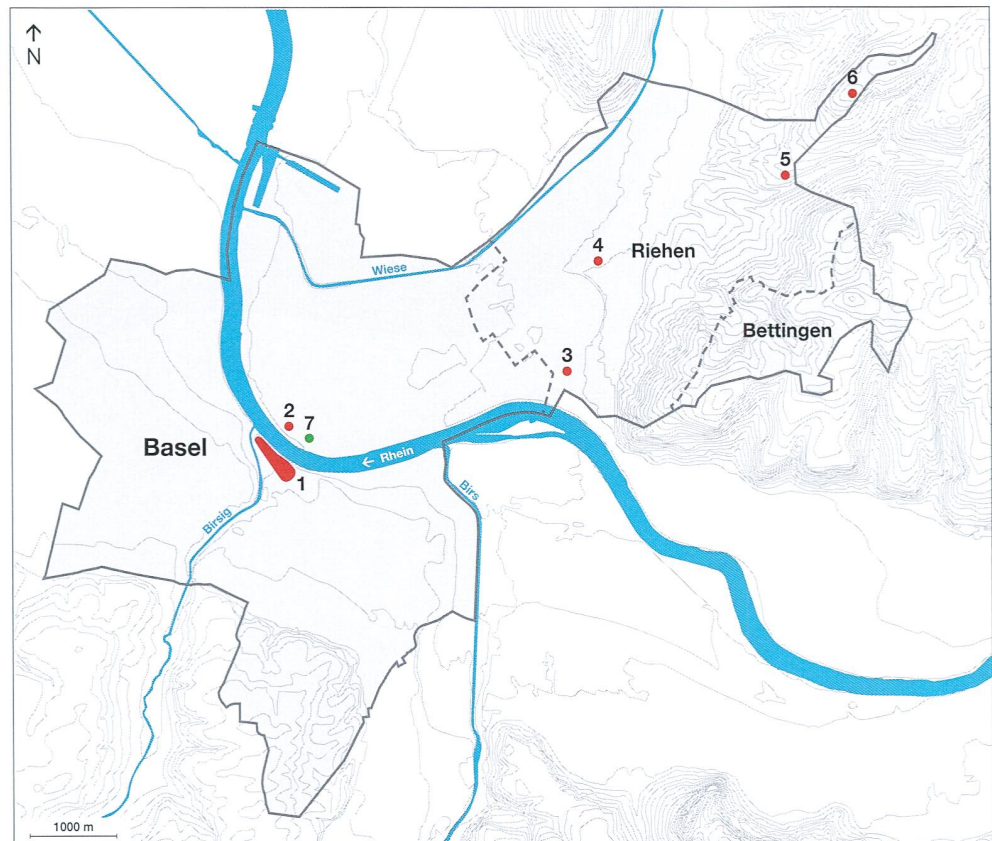 N
6
5
4
Riehen
Wiese
Bettingen
3
2
7
Basel
← Rhein
1
Birs
Birsig
1000 m